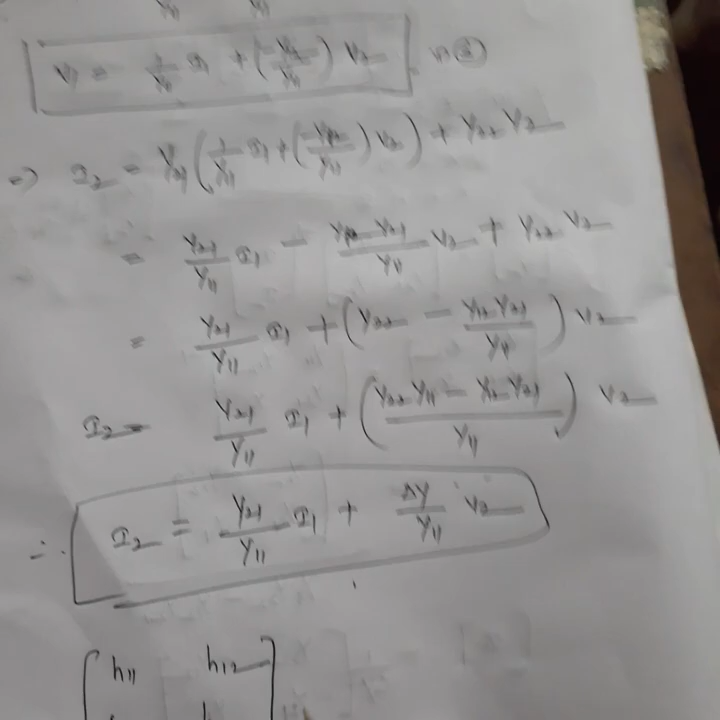 V1 = 1/Y11 I1 + (-Y12/Y11) V2
=> I2 = Y21 (1/Y11 I1 + (-Y12/Y11) V2) + Y22 V2
= Y21/Y11 I1 - Y12 Y21/Y11 V2 + Y22 V2
= Y21/Y11 I1 + (Y22 - Y12 Y21/Y11) V2
I2 = Y21/Y11 I1 + (Y22 Y11 - Y12 Y21/Y11) V2
∴ I2 = Y21/Y11 I1 + ΔY/Y11 V2
[h11 h12]